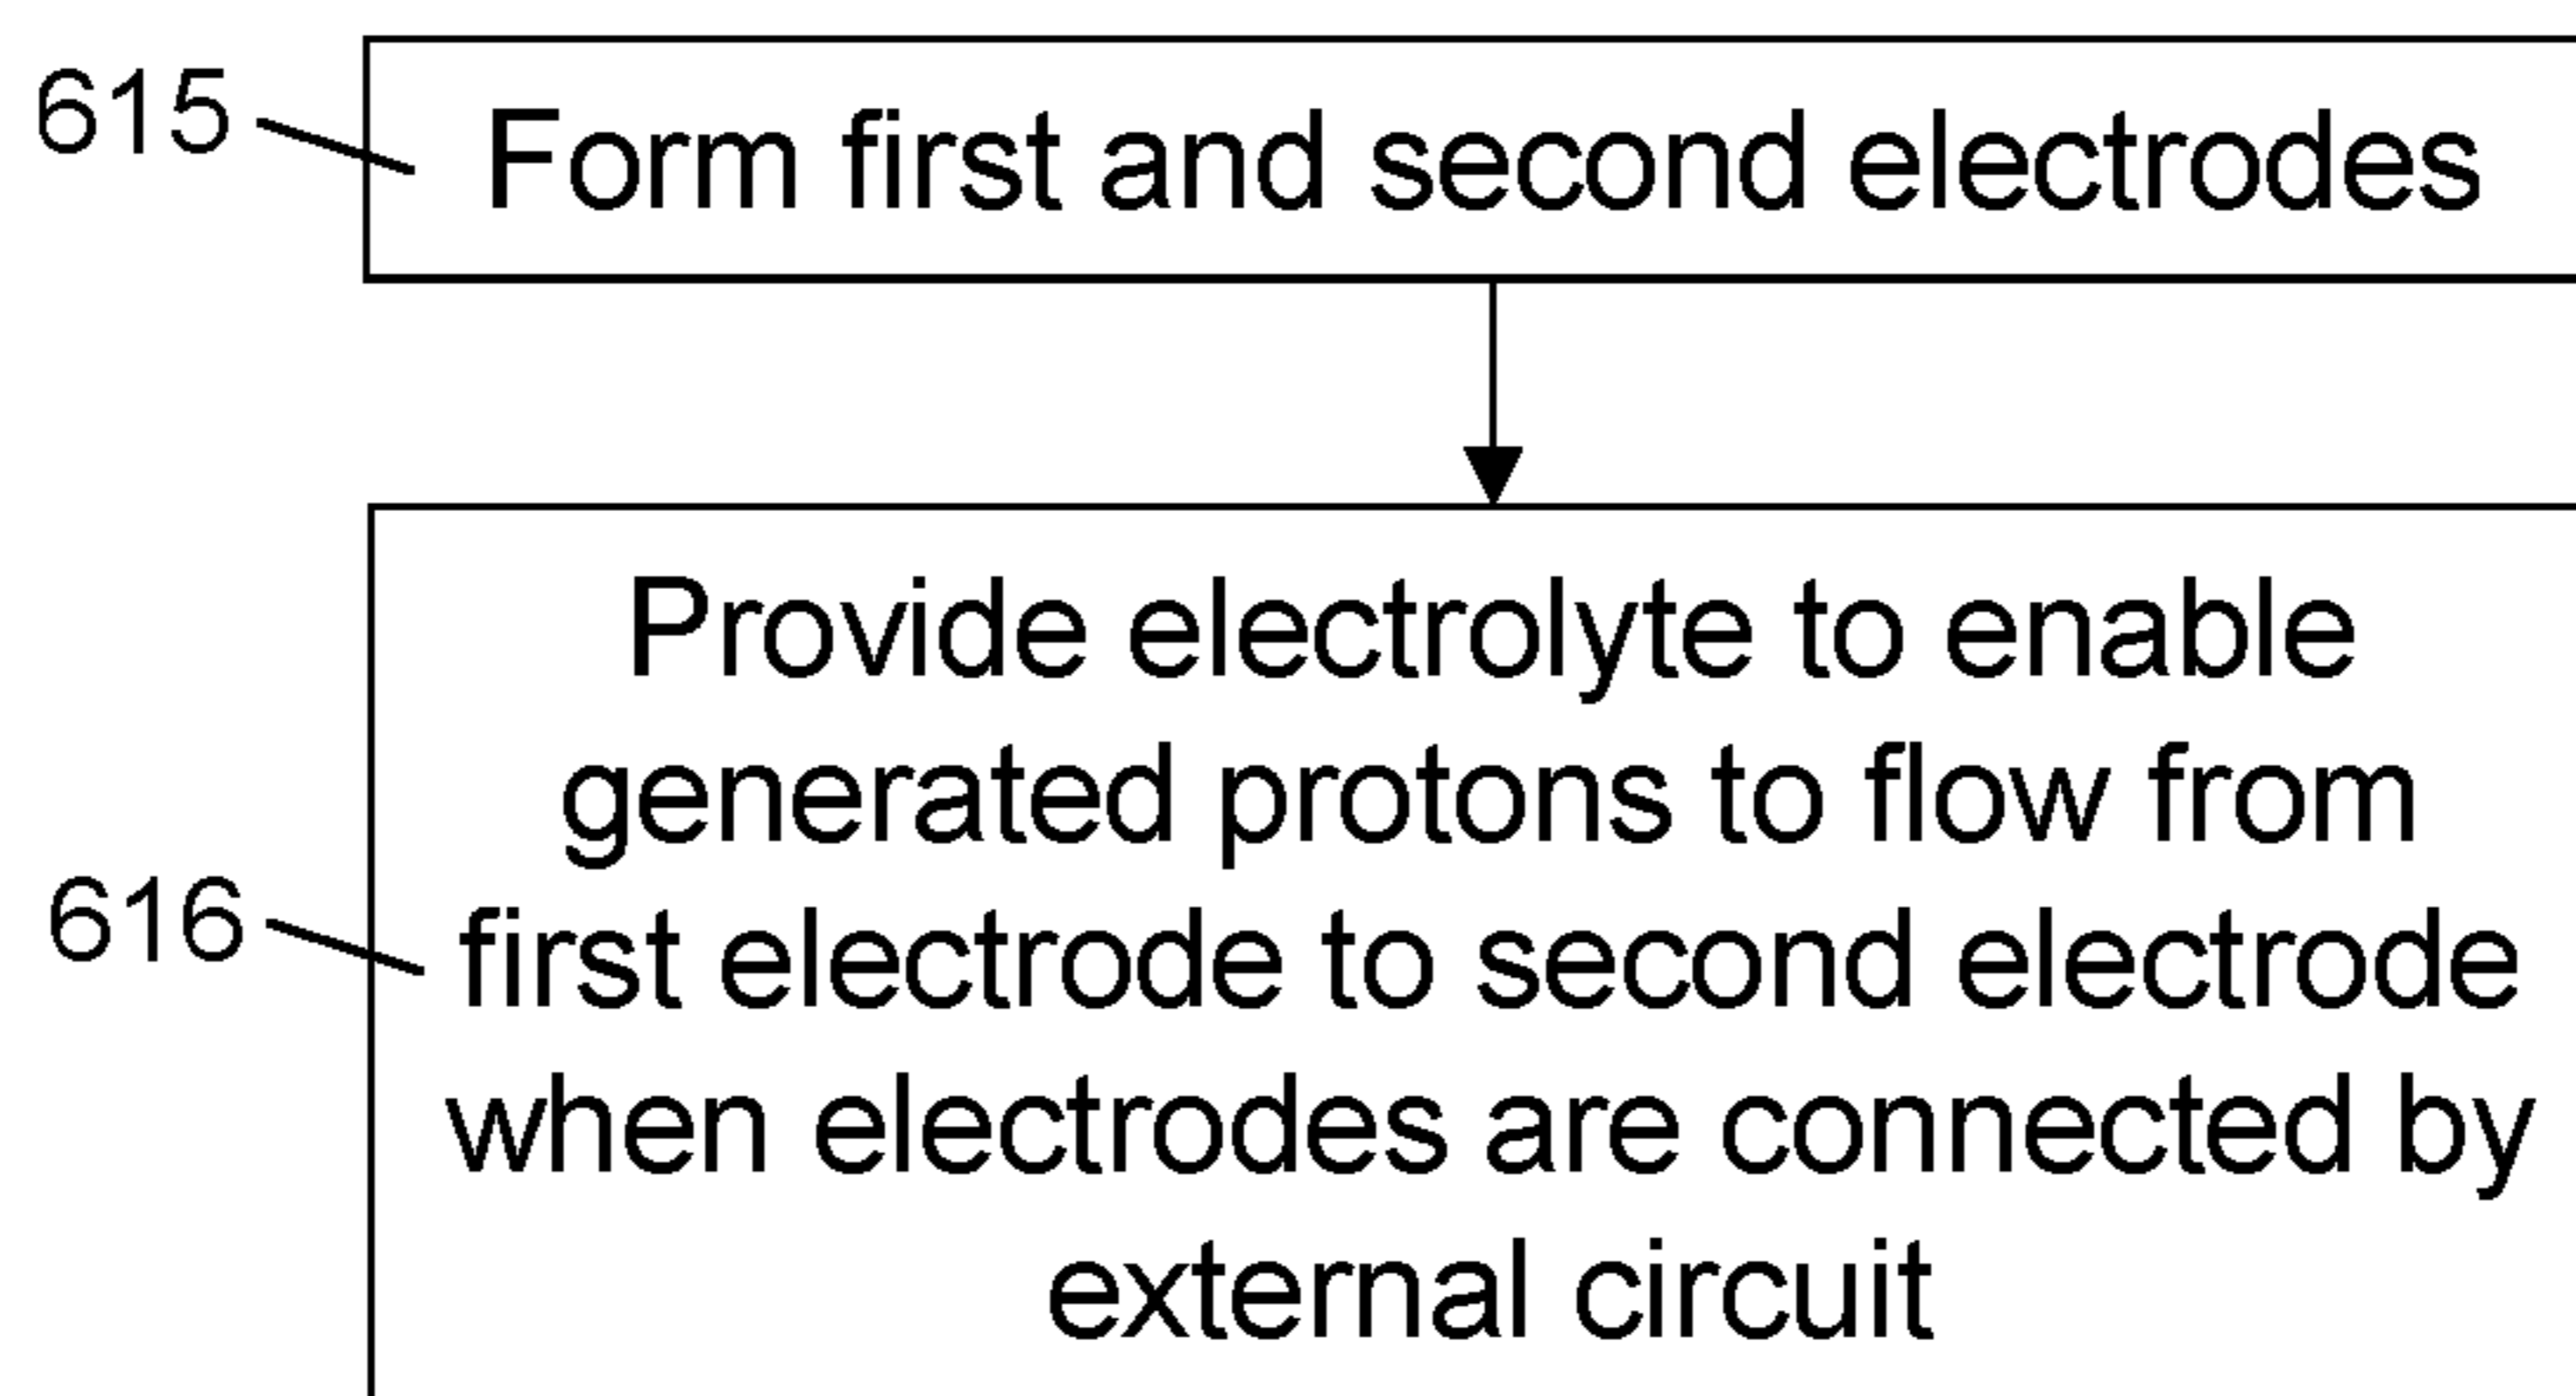 615
Form first and second electrodes
Provide electrolyte to enable
generated protons to flow from
616
first electrode to second electrode
when electrodes are connected by
external circuit